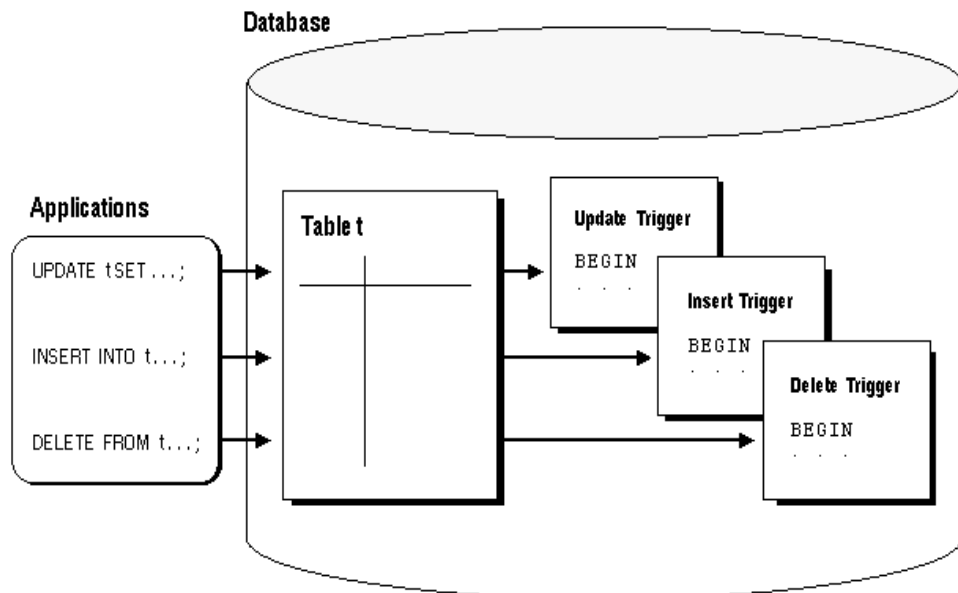 Database
Applications
UPDATE tSET ...;
INSERT INTO t...;
DELETE FROM t...;
Table t
Update Trigger
BEGIN
. . .
Insert Trigger
BEGIN
. . .
Delete Trigger
BEGIN
. . .